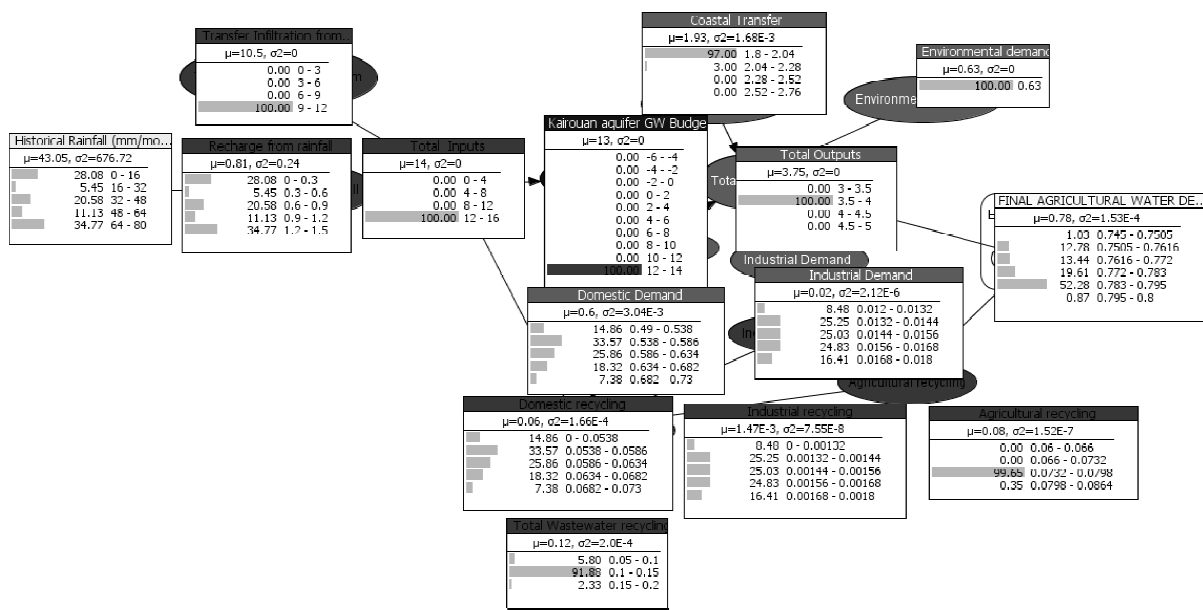 Transfer Infiltration from...
μ=10.5, σ2=0
0.00 0 - 3
0.00 3 - 6
0.00 6 - 9
100.00 9 - 12
Historical Rainfall (mm/mo...
μ=43.05, σ2=676.72
28.08 0 - 16
5.45 16 - 32
20.58 32 - 48
11.13 48 - 64
34.77 64 - 80
Recharge from rainfall
μ=0.81, σ2=0.24
28.08 0 - 0.3
5.45 0.3 - 0.6
20.58 0.6 - 0.9
11.13 0.9 - 1.2
34.77 1.2 - 1.5
Total Inputs
μ=14, σ2=0
0.00 0 - 4
0.00 4 - 8
0.00 8 - 12
100.00 12 - 16
Kairouan aquifer GW Budge
μ=13, σ2=0
0.00 -6 - -4
0.00 -4 - -2
0.00 -2 - 0
0.00 0 - 2
0.00 2 - 4
0.00 4 - 6
0.00 6 - 8
0.00 8 - 10
0.00 10 - 12
100.00 12 - 14
Coastal Transfer
μ=1.93, σ2=1.68E-3
97.00 1.8 - 2.04
3.00 2.04 - 2.28
0.00 2.28 - 2.52
0.00 2.52 - 2.76
Environmental demand
μ=0.63, σ2=0
100.00 0.63
Environme
Total Outputs
μ=3.75, σ2=0
0.00 3 - 3.5
100.00 3.5 - 4
0.00 4 - 4.5
0.00 4.5 - 5
Tota
FINAL AGRICULTURAL WATER DE...
μ=0.78, σ2=1.53E-4
1.03 0.745 - 0.7505
12.78 0.7505 - 0.7616
13.44 0.7616 - 0.772
19.61 0.772 - 0.783
52.28 0.783 - 0.795
0.87 0.795 - 0.8
Industrial Demand
Industrial Demand
μ=0.02, σ2=2.12E-6
8.48 0.012 - 0.0132
25.25 0.0132 - 0.0144
25.03 0.0144 - 0.0156
24.83 0.0156 - 0.0168
16.41 0.0168 - 0.018
Domestic Demand
μ=0.6, σ2=3.04E-3
14.86 0.49 - 0.538
33.57 0.538 - 0.586
25.86 0.586 - 0.634
18.32 0.634 - 0.682
7.38 0.682 - 0.73
Agricultural recycling
Domestic recycling
μ=0.06, σ2=1.66E-4
14.86 0 - 0.0538
33.57 0.0538 - 0.0586
25.86 0.0586 - 0.0634
18.32 0.0634 - 0.0682
7.38 0.0682 - 0.073
Industrial recycling
μ=1.47E-3, σ2=7.55E-8
8.48 0 - 0.00132
25.25 0.00132 - 0.00144
25.03 0.00144 - 0.00156
24.83 0.00156 - 0.00168
16.41 0.00168 - 0.0018
Agricultural recycling
μ=0.08, σ2=1.52E-7
0.00 0.06 - 0.066
0.00 0.066 - 0.0732
99.65 0.0732 - 0.0798
0.35 0.0798 - 0.0864
Total Wastewater recycling
μ=0.12, σ2=2.0E-4
5.80 0.05 - 0.1
91.88 0.1 - 0.15
2.33 0.15 - 0.2